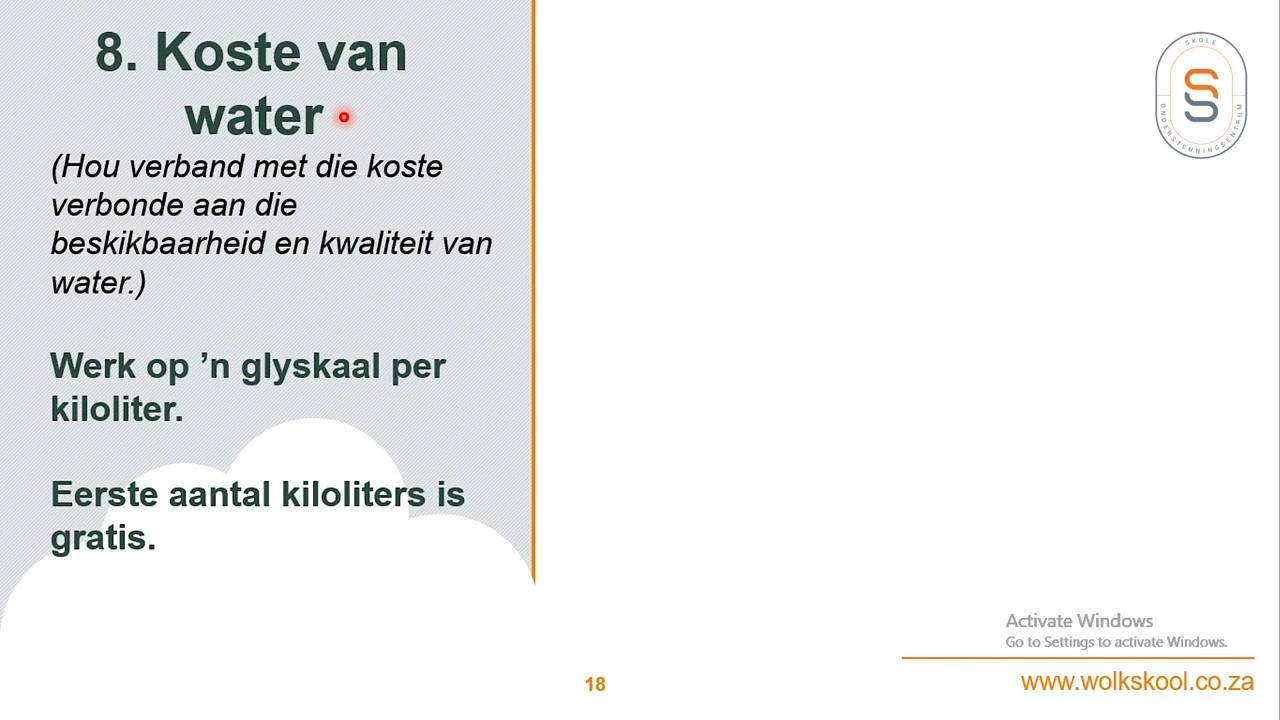 8. Koste van
water
(Hou verband met die koste
verbonde aan die
beskikbaarheid en kwaliteit van
water.)
Werk op ’n glyskaal per
kiloliter.
Eerste aantal kiloliters is
gratis.
SKOLE
ONDERSTEUNINGSENTRUM
Activate Windows
Go to Settings to activate Windows.
18
www.wolkskool.co.za